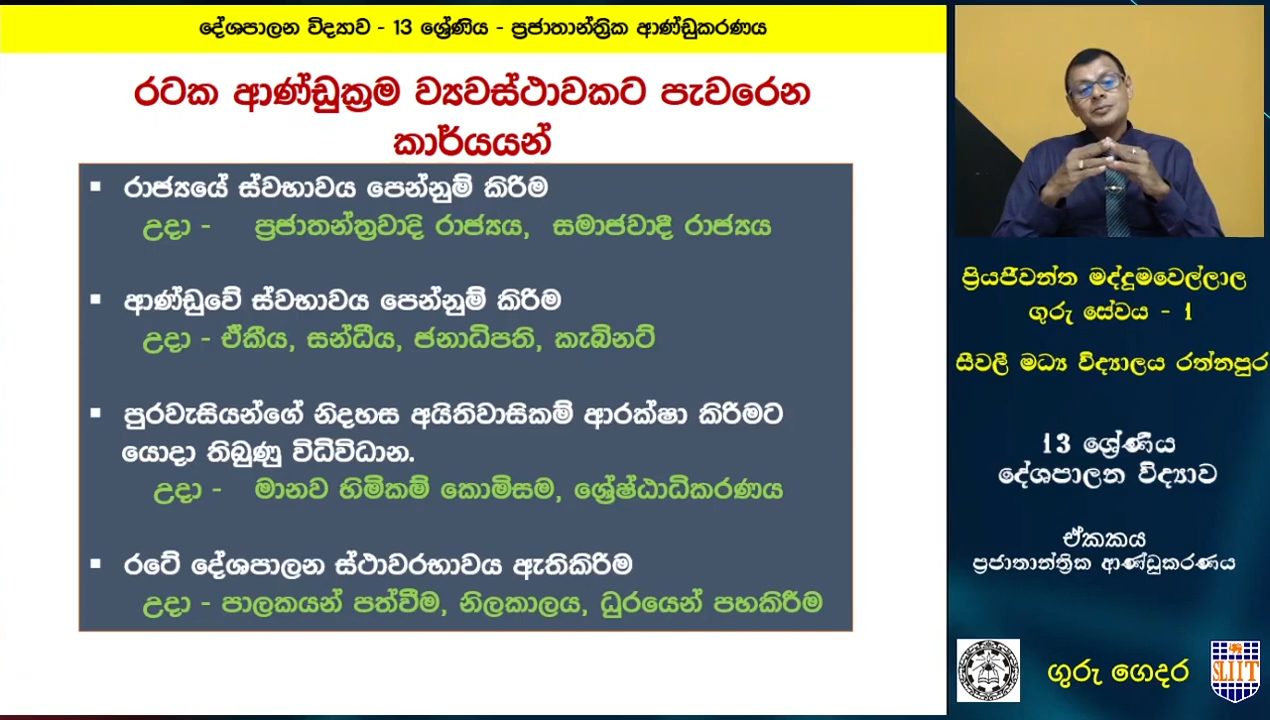 දේශපාලන විද්‍යාව - 13 ශ්‍රේණිය - ප්‍රජාතාන්ත්‍රික ආණ්ඩුකරණය
රටක ආණ්ඩුක්‍රම ව්‍යවස්ථාවකට පැවරෙන
කාර්යයන්
▪ රාජ්‍යයේ ස්වභාවය පෙන්නුම් කිරිම
උදා - ප්‍රජාතන්ත්‍රවාදි රාජ්‍යය, සමාජවාදී රාජ්‍යය
▪ ආණ්ඩුවේ ස්වභාවය පෙන්නුම් කිරිම
උදා - ඒකීය, සන්ධීය, ජනාධිපති, කැබිනට්
▪ පුරවැසියන්ගේ නිදහස අයිතිවාසිකම් ආරක්ෂා කිරිමට
යොදා තිබුණු විධිවිධාන.
උදා - මානව හිමිකම් කොමිසම, ශ්‍රේෂ්ඨාධිකරණය
▪ රටේ දේශපාලන ස්ථාවරභාවය ඇතිකිරිම
උදා - පාලකයන් පත්වීම, නිලකාලය, ධුරයෙන් පහකිරීම
ප්‍රියජීවන්ත මද්දූමවෙල්ලාල
ගුරු සේවය - 1
සීවලී මධ්‍ය විද්‍යාලය රත්නපුර
13 ශ්‍රේණිය
දේශපාලන විද්‍යාව
ඒකකය
ප්‍රජාතාන්ත්‍රික ආණ්ඩුකරණය
ගුරු ගෙදර
SLIIT